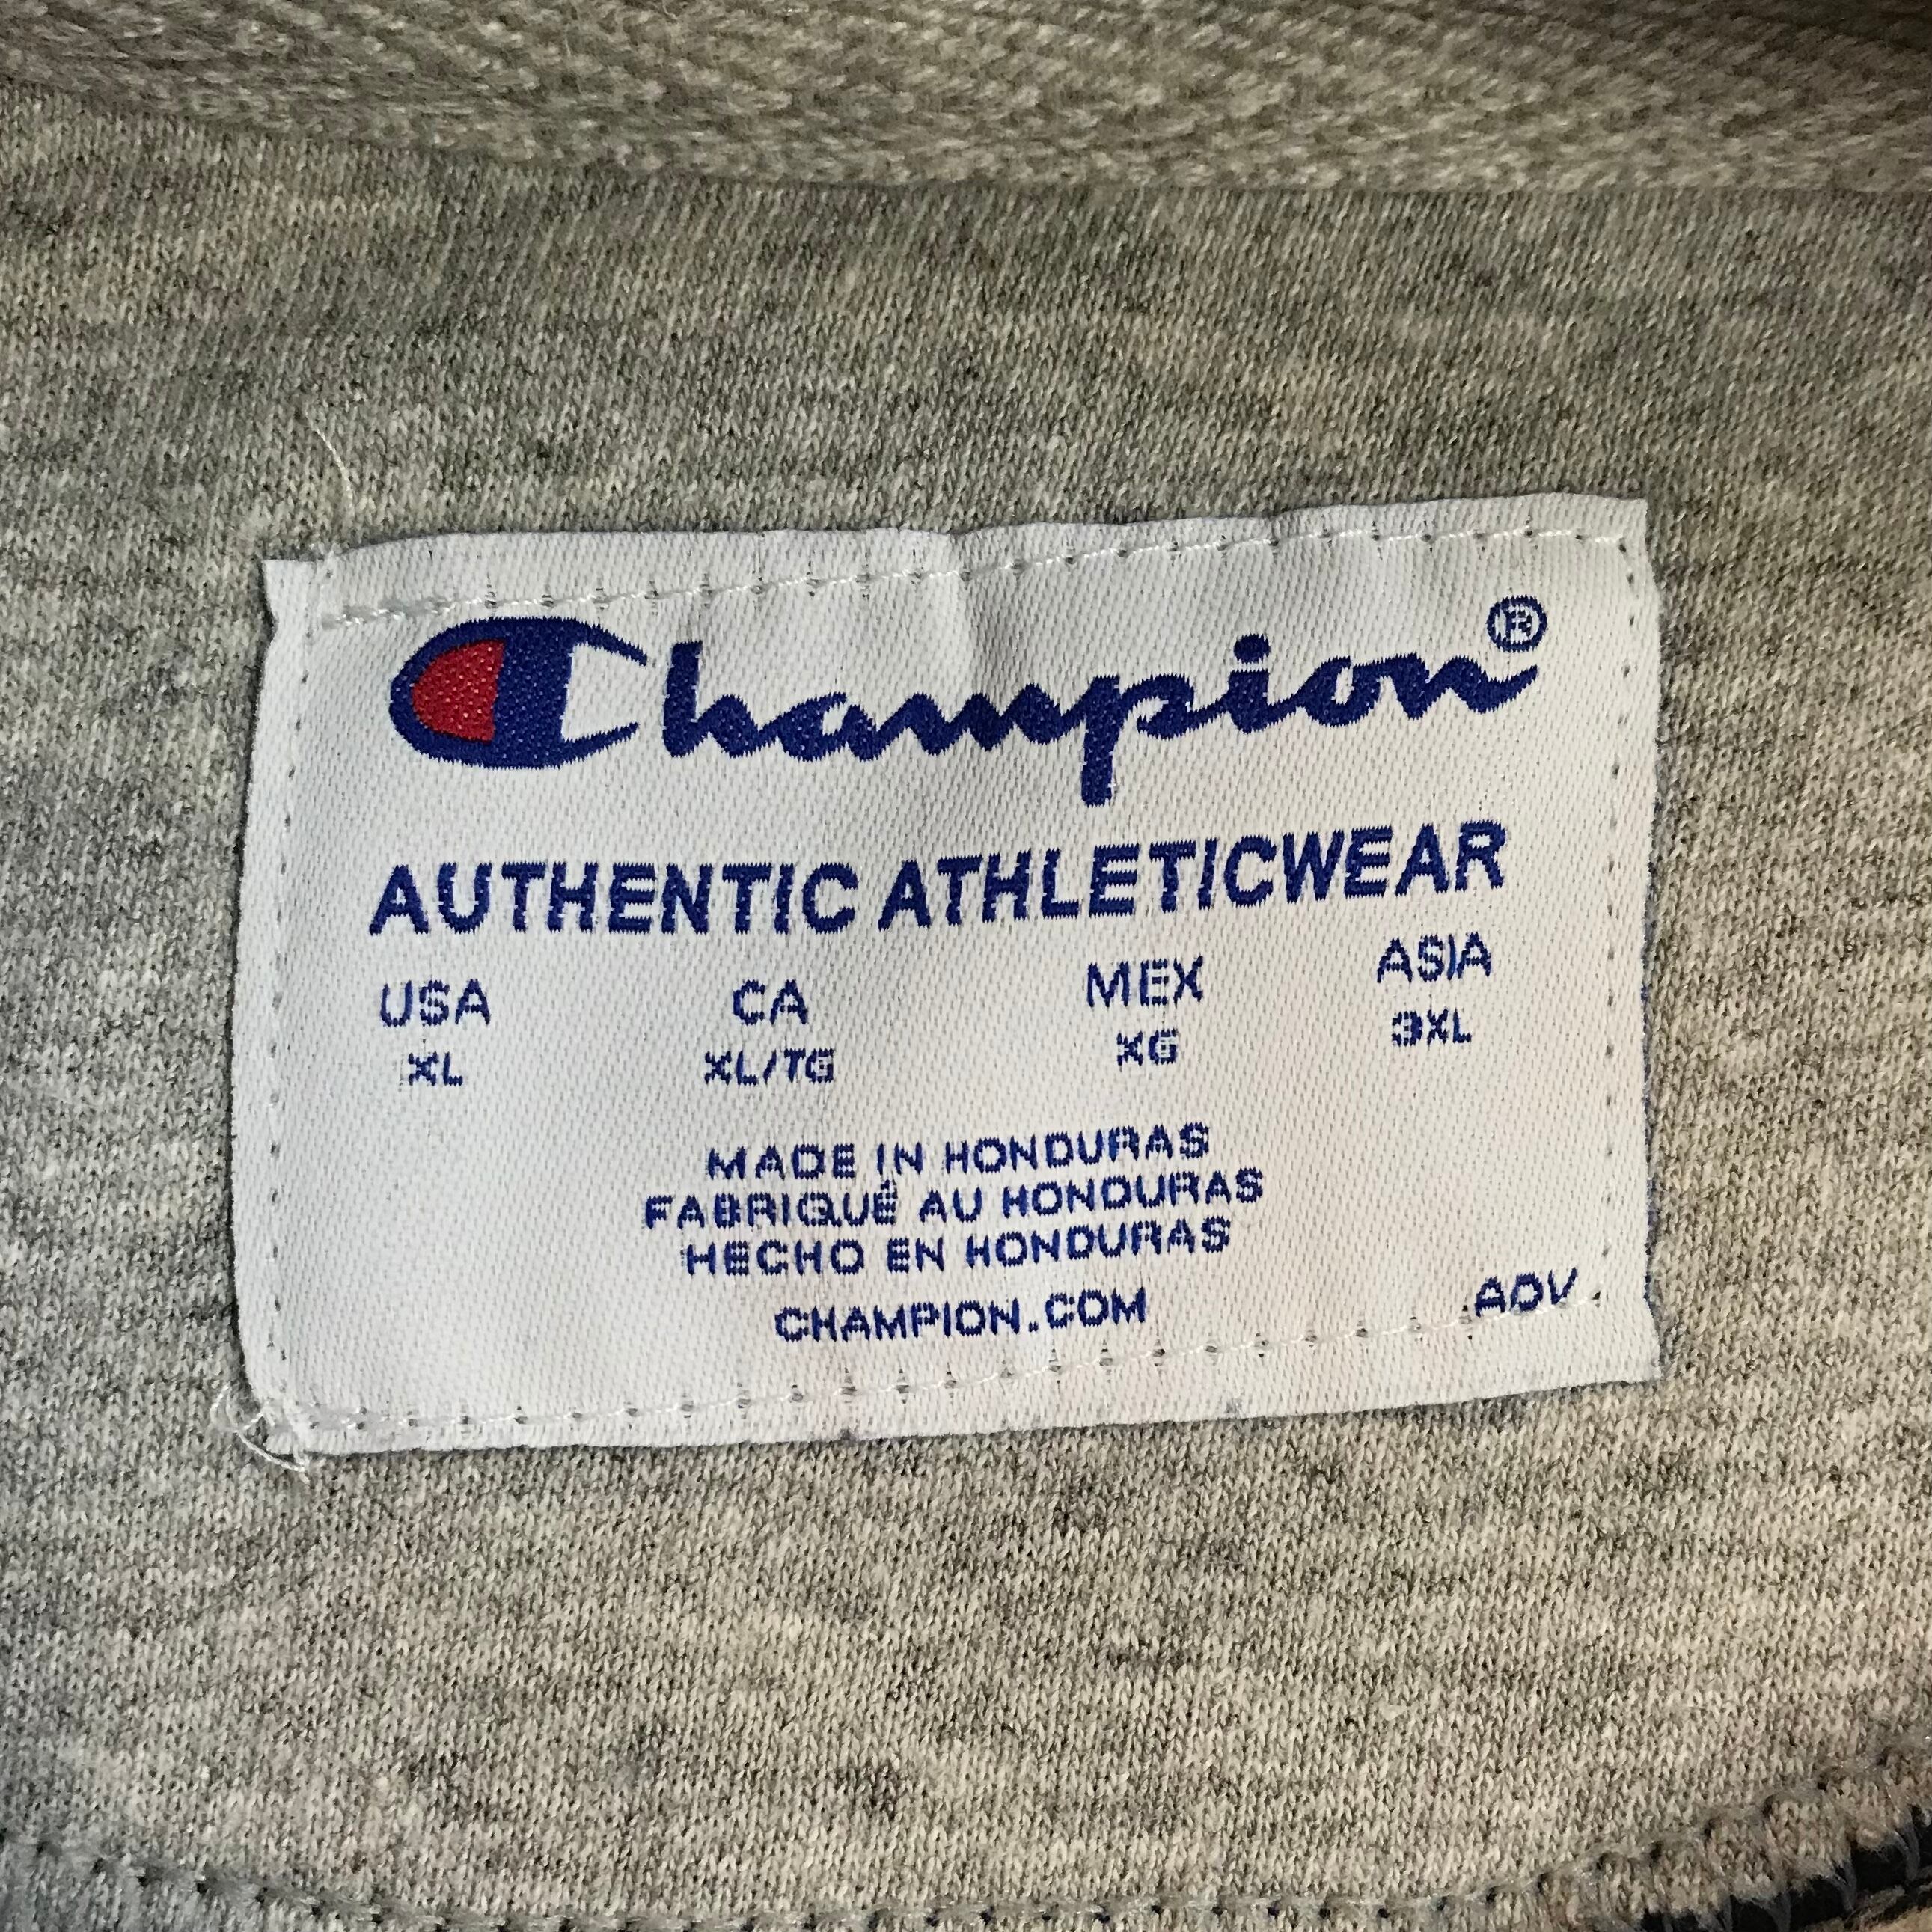 Champion®
AUTHENTIC ATHLETICWEAR
USA CA MEX ASIA
XL XL/TG XG 3XL
MADE IN HONDURAS
FABRIQUÉ AU HONDURAS
HECHO EN HONDURAS
CHAMPION.COM
ADV